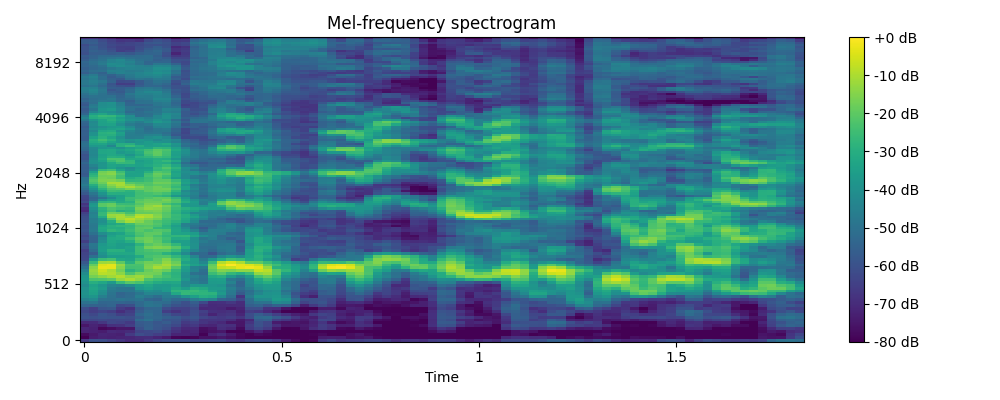 Mel-frequency spectrogram
Hz
8192
4096
2048
1024
512
0
0
0.5
1
1.5
Time
+0 dB
-10 dB
-20 dB
-30 dB
-40 dB
-50 dB
-60 dB
-70 dB
-80 dB